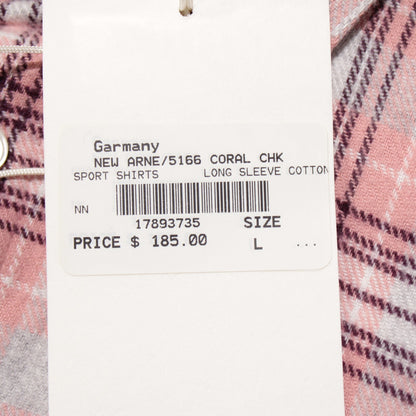 Garmany
NEW ARNE/5166 CORAL CHK
SPORT SHIRTS LONG SLEEVE COTTON
NN
17893735 SIZE
PRICE $ 185.00 L ...